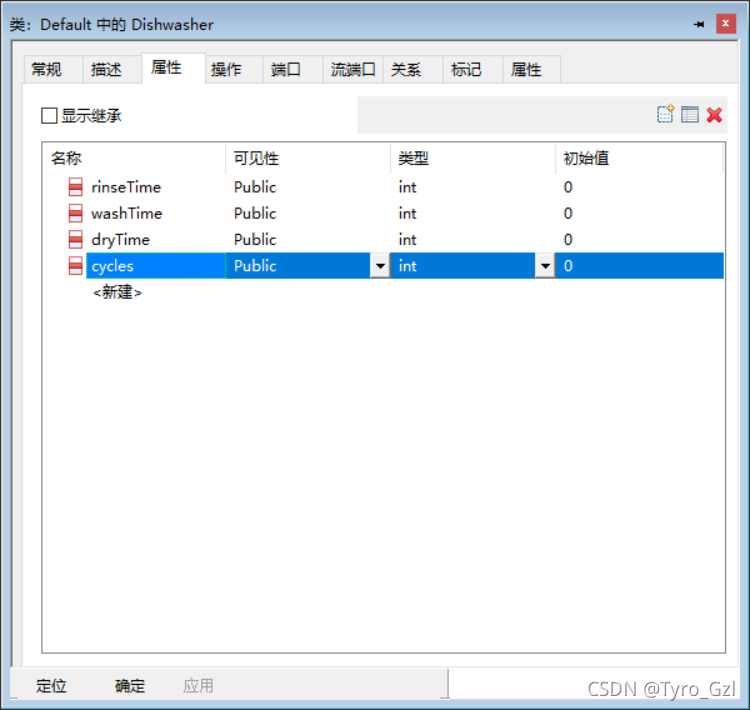 类：Default 中的 Dishwasher
常规 描述 属性 操作 端口 流端口 关系 标记 属性
显示继承
名称 可见性 类型 初始值
rinseTime Public int 0
washTime Public int 0
dryTime Public int 0
cycles Public int 0
<新建>
定位 确定 应用
CSDN @Tyro_Gzl